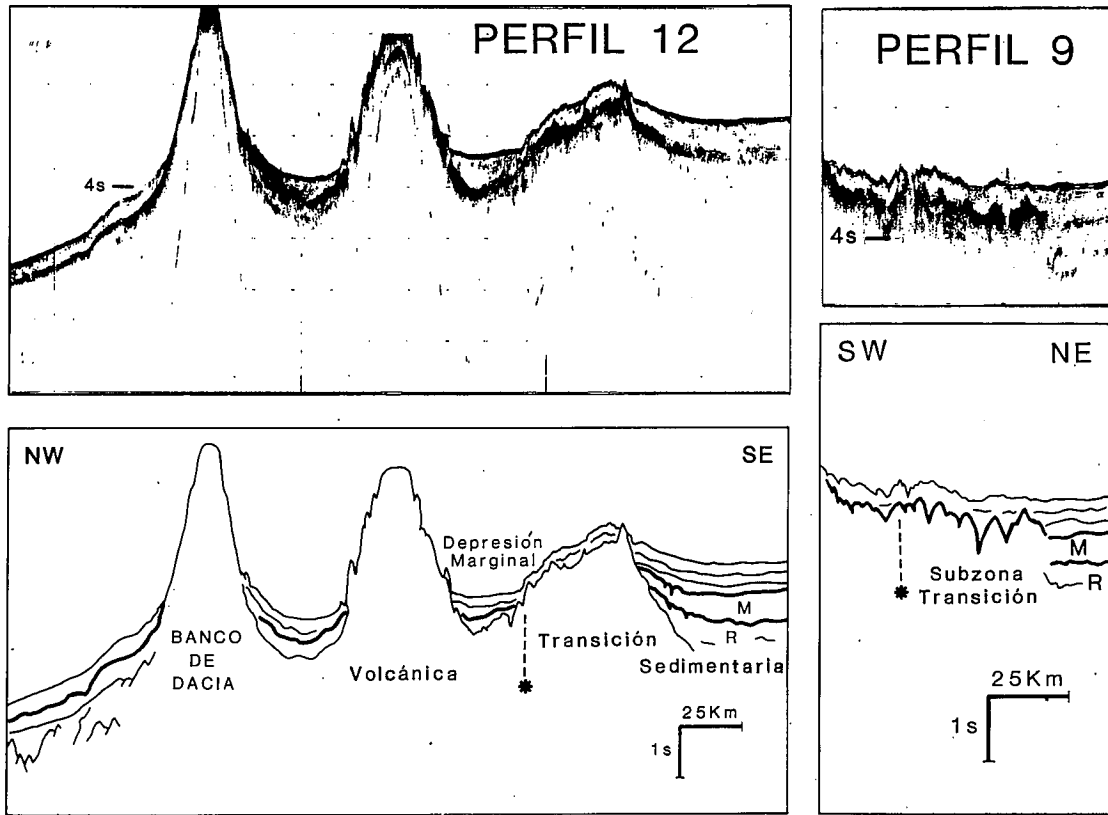 PERFIL 12
4s
PERFIL 9
4s
NW
SE
Depresión
Marginal
BANCO
DE
DACIA
Volcánica
Transición
M
R
Sedimentaria
25Km
1s
SW
NE
M
R
Subzona
Transición
25Km
1s